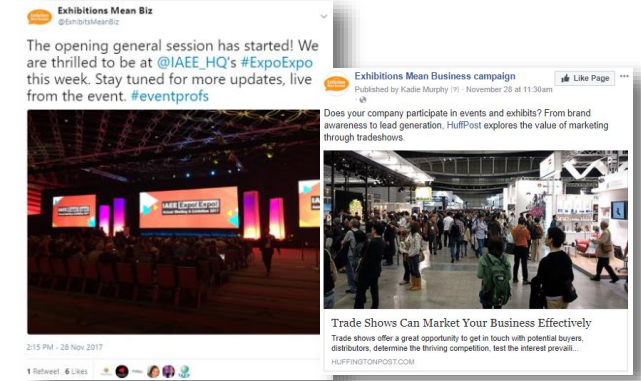 Exhibitions Mean Biz
@ExhibitsMeanBiz
The opening general session has started! We
are thrilled to be at @IAEE_HQ's #ExpoExpo
this week. Stay tuned for more updates, live
from the event. #eventprofs
IAEE Expo! Expo!
2:15 PM - 28 Nov 2017
1 Retweet 6 Likes
Exhibitions Mean Business campaign
Like Page
Published by Kadie Murphy [?] · November 28 at 11:30am
Does your company participate in events and exhibits? From brand
awareness to lead generation, HuffPost explores the value of marketing
through tradeshows.
Trade Shows Can Market Your Business Effectively
Trade shows offer a great opportunity to get in touch with potential buyers,
distributors, determine the thriving competition, test the interest prevaili...
HUFFINGTONPOST.COM